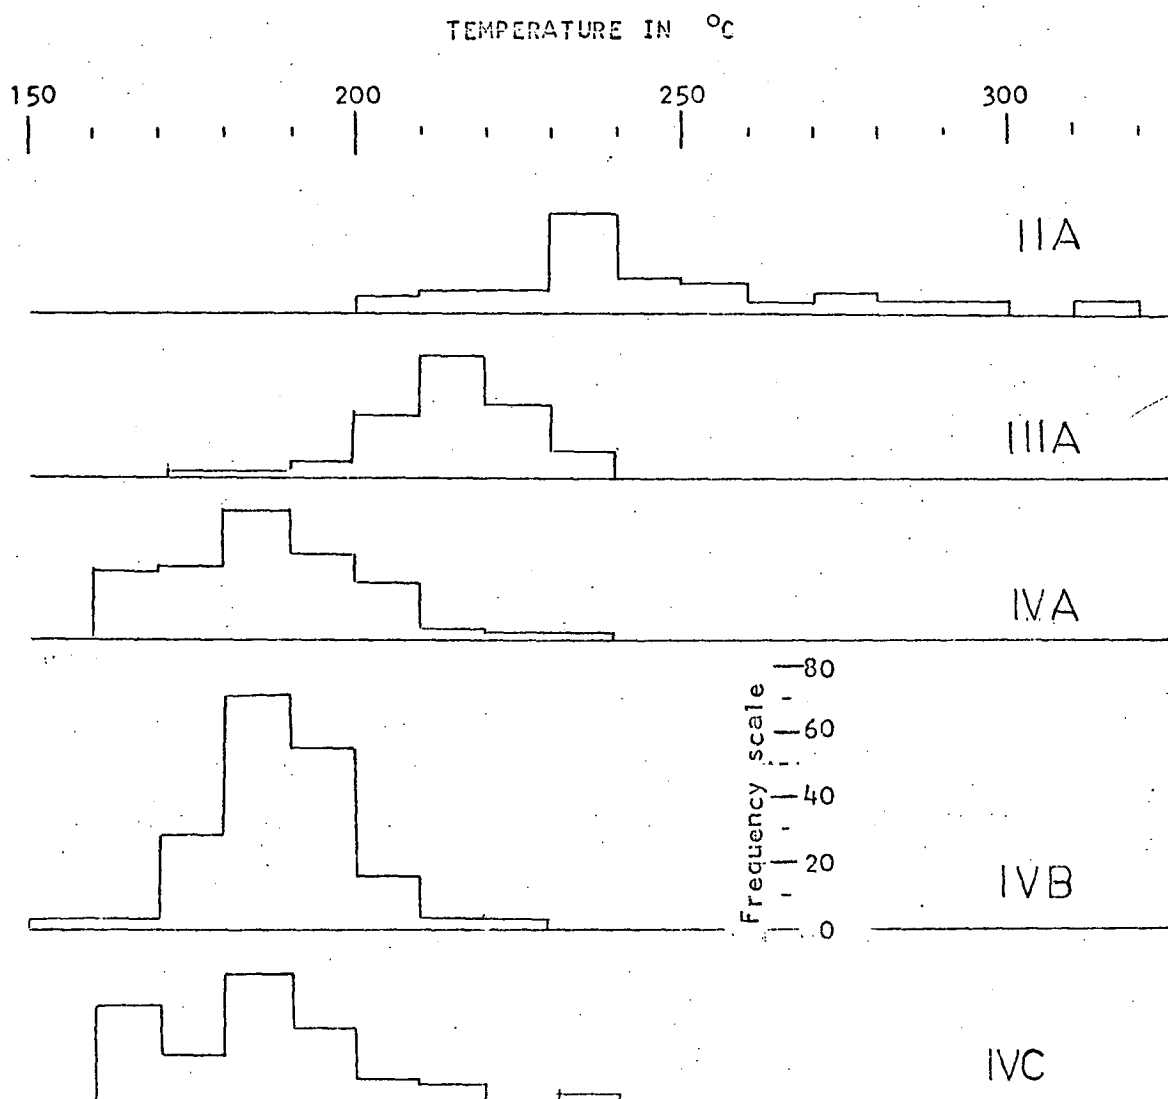 TEMPERATURE IN °C
150 200 250 300
IIA
IIIA
IVA
Frequency scale
80
60
40
20
0
IVB
IVC